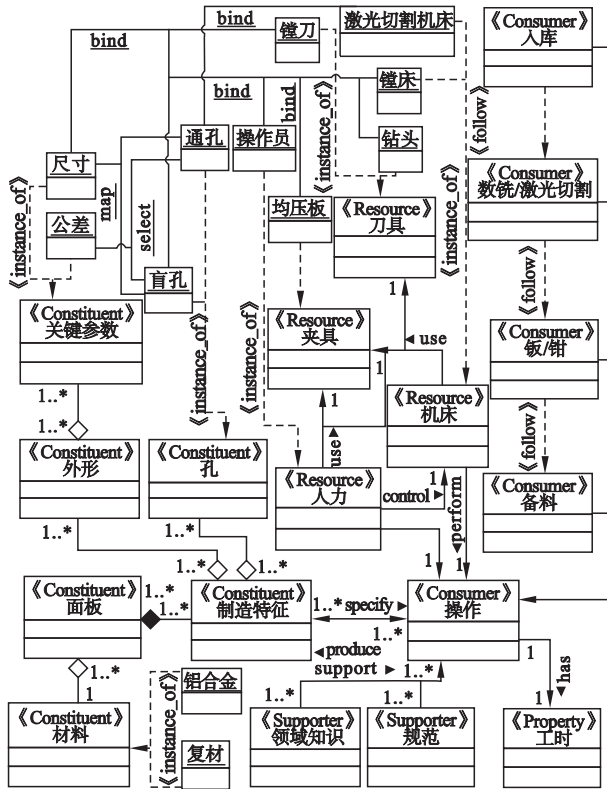 镗刀
激光切割机床
《Consumer》
入库
bind
bind
镗床
bind
《follow》
通孔
操作员
钻头
《instance_of》
尺寸
map
select
《Consumer》
数铣/激光切割
《instance_of》
公差
均压板
《Resource》
刀具
《instance_of》
盲孔
《follow》
《Constituent》
关键参数
《instance_of》
《instance_of》
《Resource》
夹具
1
use
《Consumer》
钣/钳
1
1
1..*
1..*
《Resource》
机床
《follow》
《Constituent》
外形
《Constituent》
孔
use
《Resource》
人力
control
1
《Consumer》
备料
perform
1..*
1..*
1
1
《Constituent》
面板
1..*
1..*
《Constituent》
制造特征
1..*
specify
1..*
《Consumer》
操作
produce
support
1..*
1
has
1..*
1
铝合金
《instance_of》
1..*
1..*
1
《Constituent》
材料
复材
《Supporter》
领域知识
《Supporter》
规范
《Property》
工时